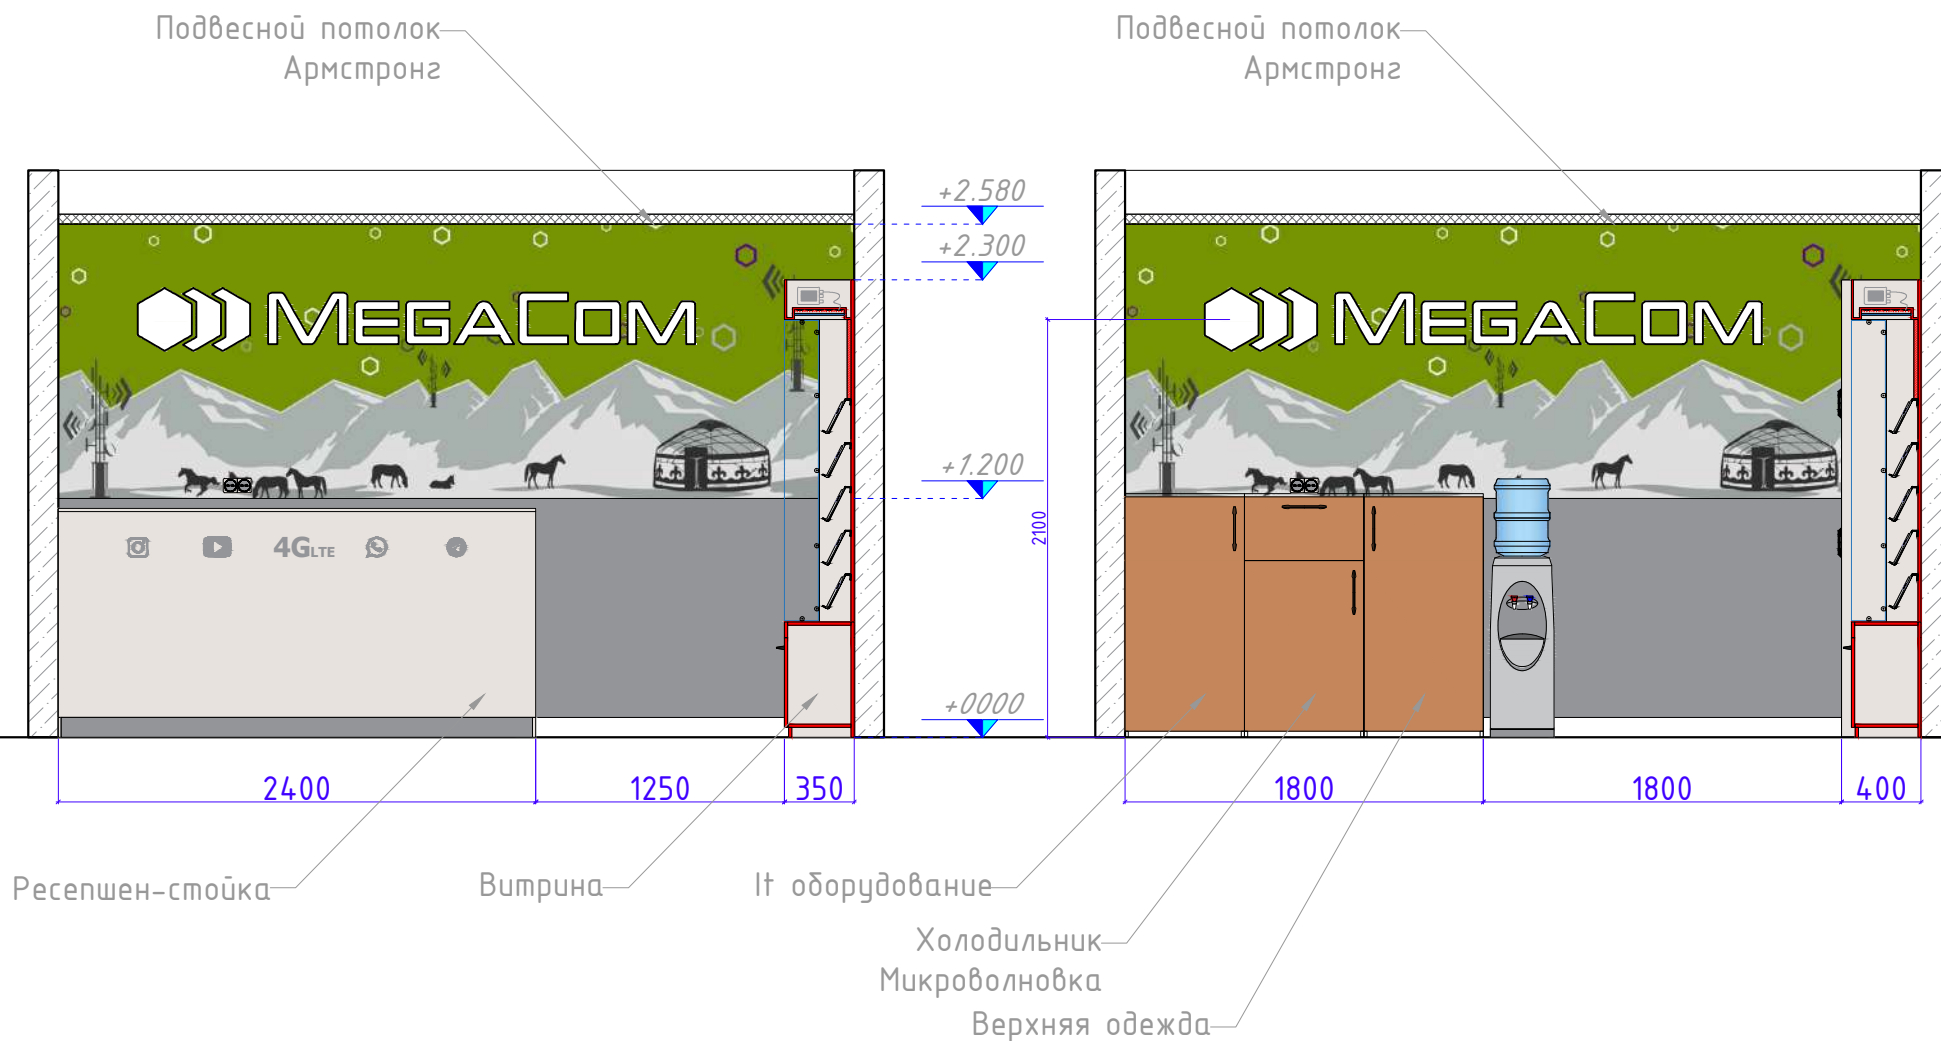 Подвесной потолок
Армстронг
Подвесной потолок
Армстронг
+2.580
+2.300
MEGACOM
MEGACOM
+1.200
2100
4GLTE
+0000
2400
1250
350
1800
1800
400
Ресепшен-стойка
Витрина
It оборудование
Холодильник
Микроволновка
Верхняя одежда